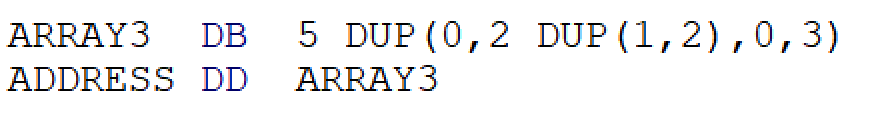 ARRAY3 DB 5 DUP(0,2 DUP(1,2),0,3)
ADDRESS DD ARRAY3